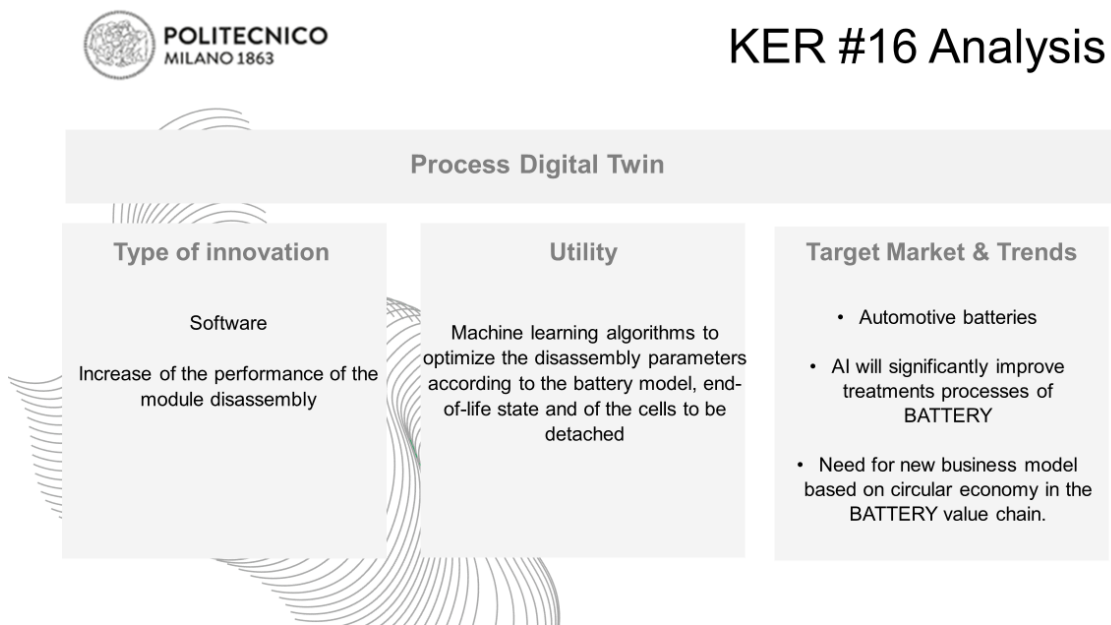 POLITECNICO
MILANO 1863
KER #16 Analysis
Process Digital Twin
Type of innovation
Software
Increase of the performance of the
module disassembly
Utility
Machine learning algorithms to
optimize the disassembly parameters
according to the battery model, end-
of-life state and of the cells to be
detached
Target Market & Trends
• Automotive batteries
• AI will significantly improve
treatments processes of
BATTERY
• Need for new business model
based on circular economy in the
BATTERY value chain.